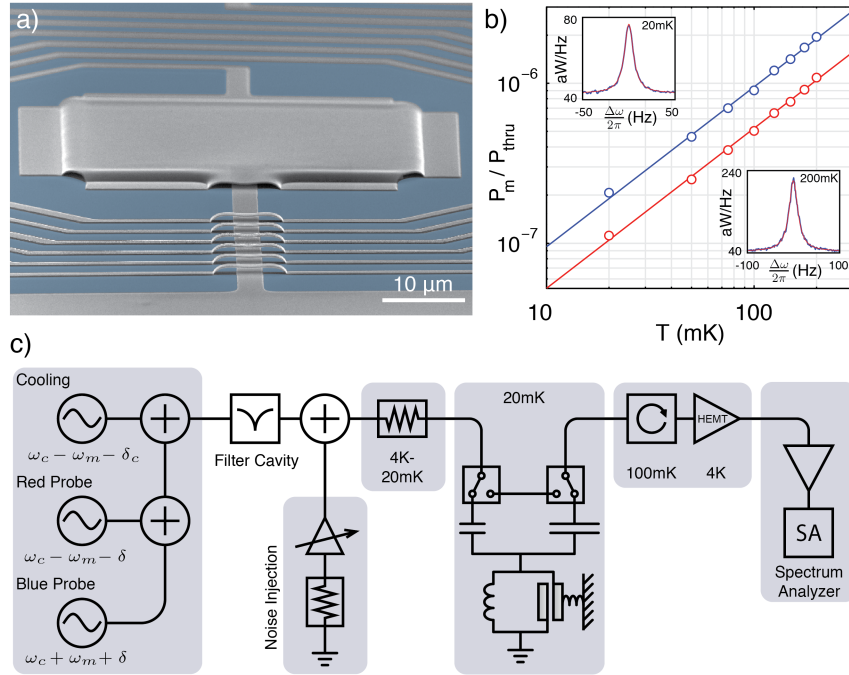 a)
10 μm
b)
P_m / P_thru
10⁻⁶
10⁻⁷
80
20mK
aW/Hz
40
-50
Δω/2π (Hz)
50
240
200mK
aW/Hz
40
-100
Δω/2π (Hz)
100
10
100
T (mK)
c)
Cooling
ω_c − ω_m − δ_c
Red Probe
ω_c − ω_m − δ
Blue Probe
ω_c + ω_m + δ
Filter Cavity
Noise Injection
4K-
20mK
20mK
HEMT
100mK
4K
SA
Spectrum
Analyzer